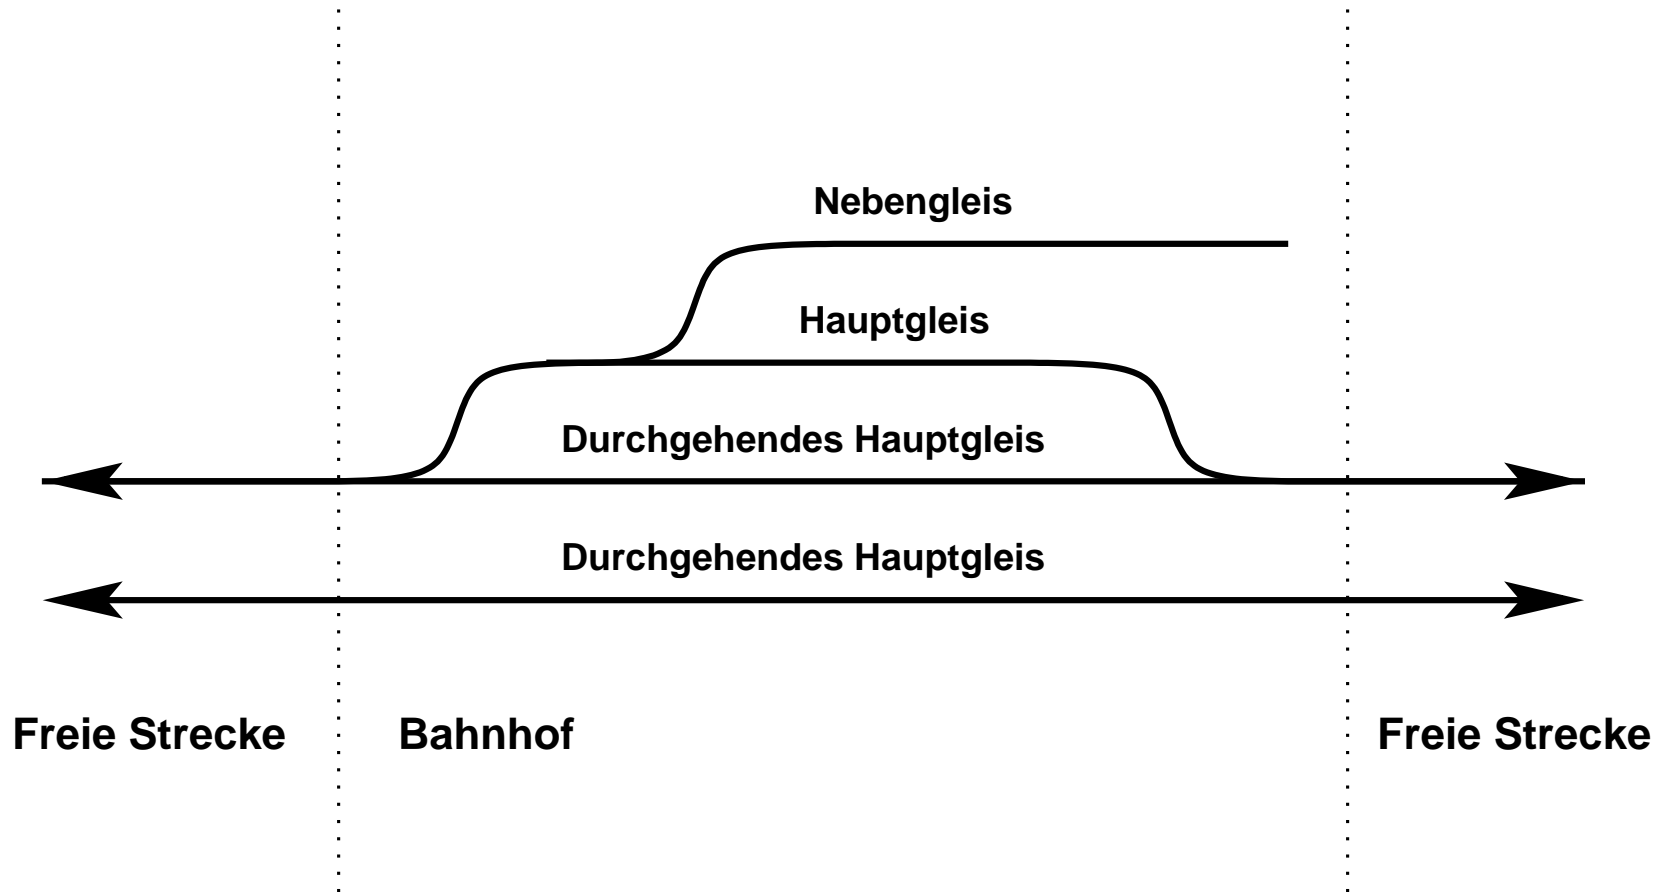 Nebengleis
Hauptgleis
Durchgehendes Hauptgleis
Durchgehendes Hauptgleis
Freie Strecke
Bahnhof
Freie Strecke